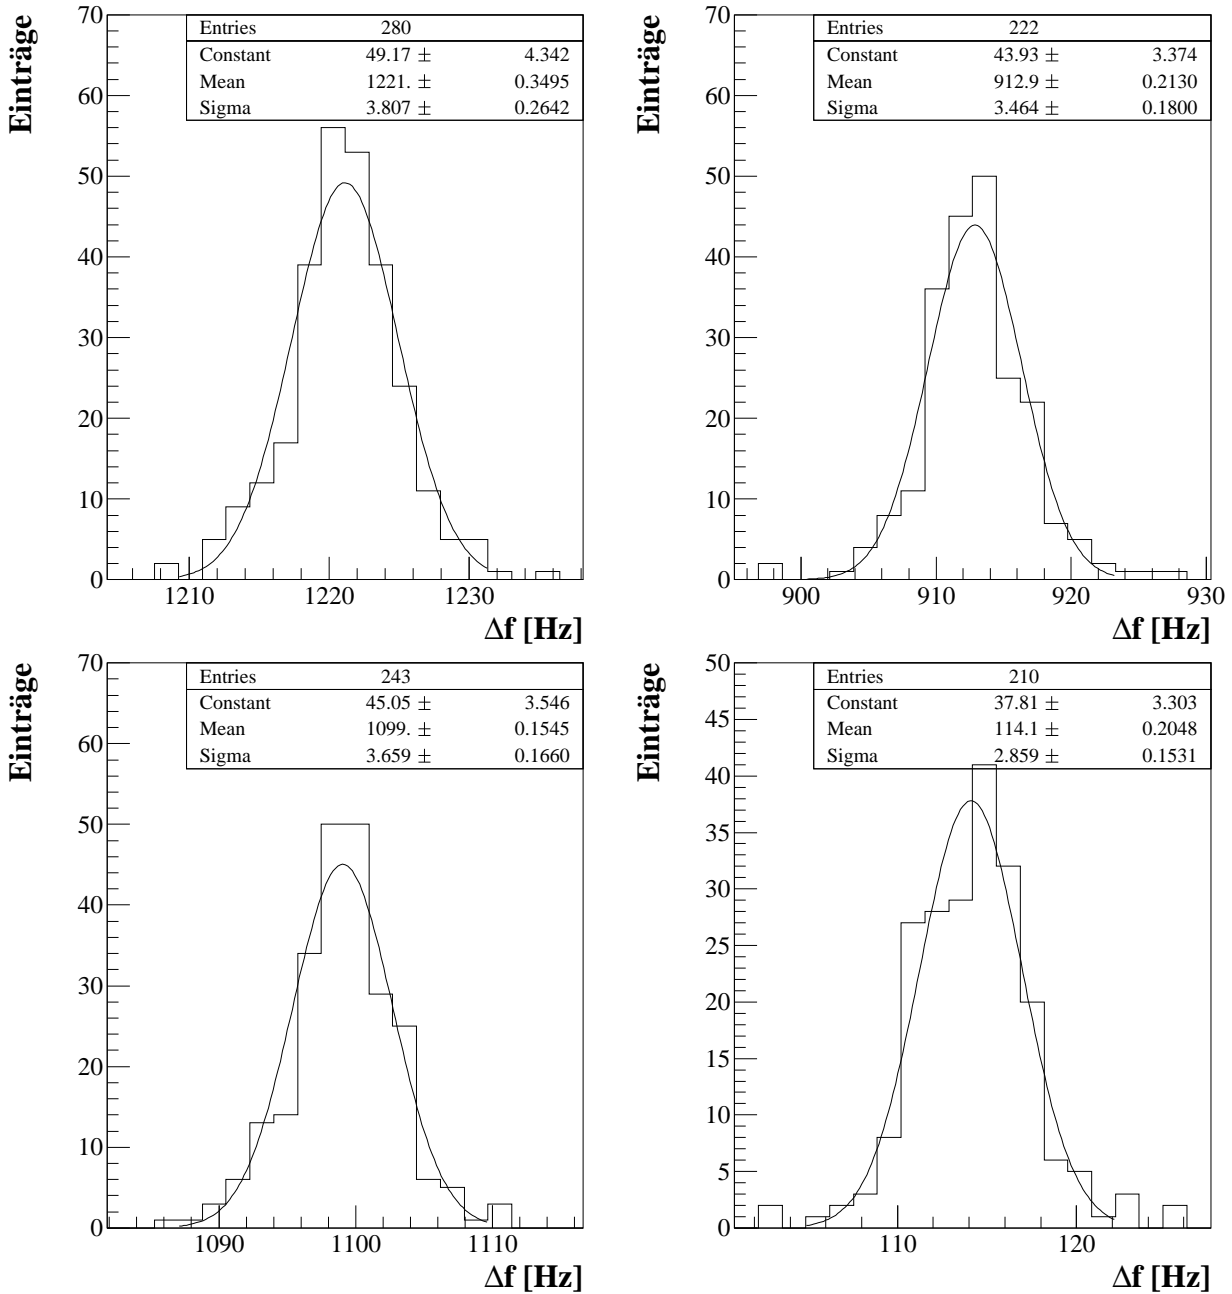 Einträge
70
60
50
40
30
20
10
0
Entries 280
Constant 49.17 ± 4.342
Mean 1221. ± 0.3495
Sigma 3.807 ± 0.2642
1210 1220 1230
Δf [Hz]
Einträge
70
60
50
40
30
20
10
0
Entries 222
Constant 43.93 ± 3.374
Mean 912.9 ± 0.2130
Sigma 3.464 ± 0.1800
900 910 920 930
Δf [Hz]
Einträge
70
60
50
40
30
20
10
0
Entries 243
Constant 45.05 ± 3.546
Mean 1099. ± 0.1545
Sigma 3.659 ± 0.1660
1090 1100 1110
Δf [Hz]
Einträge
50
45
40
35
30
25
20
15
10
5
0
Entries 210
Constant 37.81 ± 3.303
Mean 114.1 ± 0.2048
Sigma 2.859 ± 0.1531
110 120
Δf [Hz]